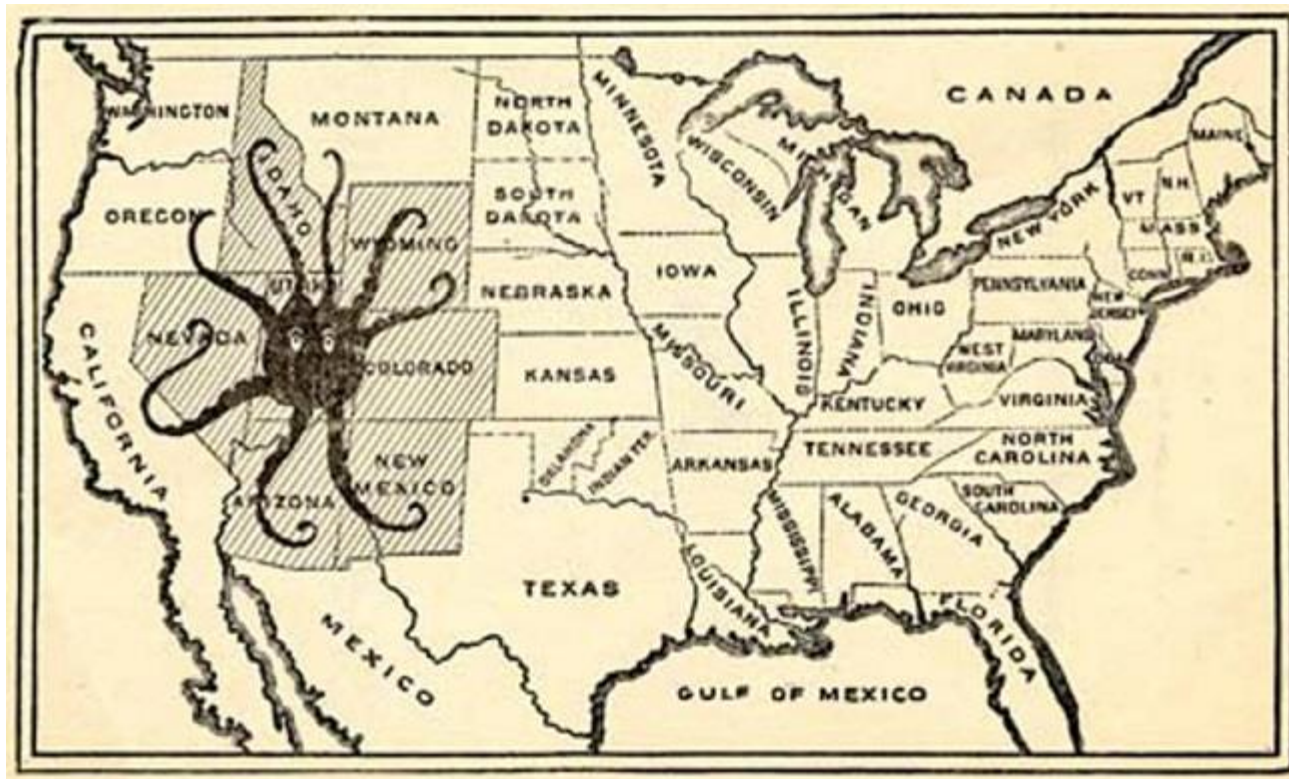 CANADA
WASHINGTON
MONTANA
NORTH
DAKOTA
MINNESOTA
WISCONSIN
MICHIGAN
MAINE
VT.
N.H.
NEW YORK
MASS
CONN
R.I.
OREGON
IDAHO
WYOMING
SOUTH
DAKOTA
IOWA
NEBRASKA
ILLINOIS
INDIANA
OHIO
PENNSYLVANIA
NEW
JERSEY
MARYLAND
WEST
VIRGINIA
VIRGINIA
CALIFORNIA
NEVADA
UTAH
COLORADO
KANSAS
MISSOURI
KENTUCKY
TENNESSEE
NORTH
CAROLINA
SOUTH
CAROLINA
ARIZONA
NEW
MEXICO
OKLAHOMA
INDIAN TER.
ARKANSAS
MISSISSIPPI
ALABAMA
GEORGIA
TEXAS
LOUISIANA
FLORIDA
MEXICO
GULF OF MEXICO